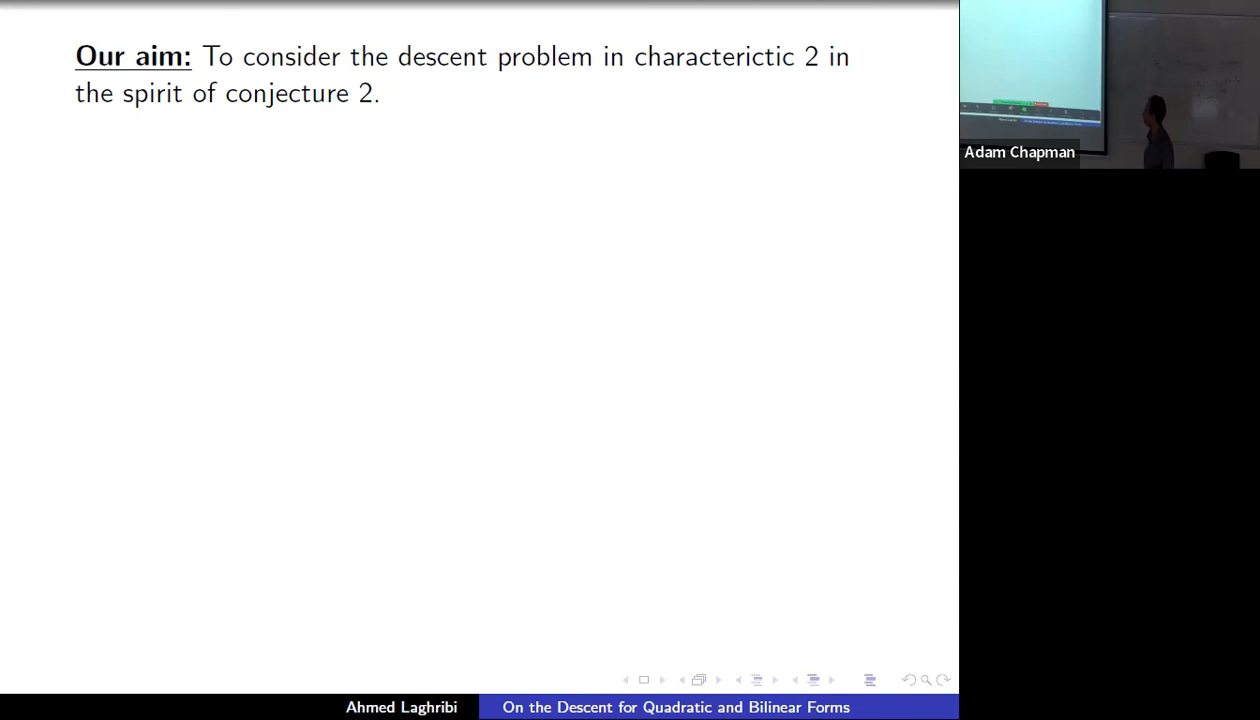 Our aim: To consider the descent problem in characterictic 2 in
the spirit of conjecture 2.
Adam Chapman
Ahmed Laghribi
On the Descent for Quadratic and Bilinear Forms